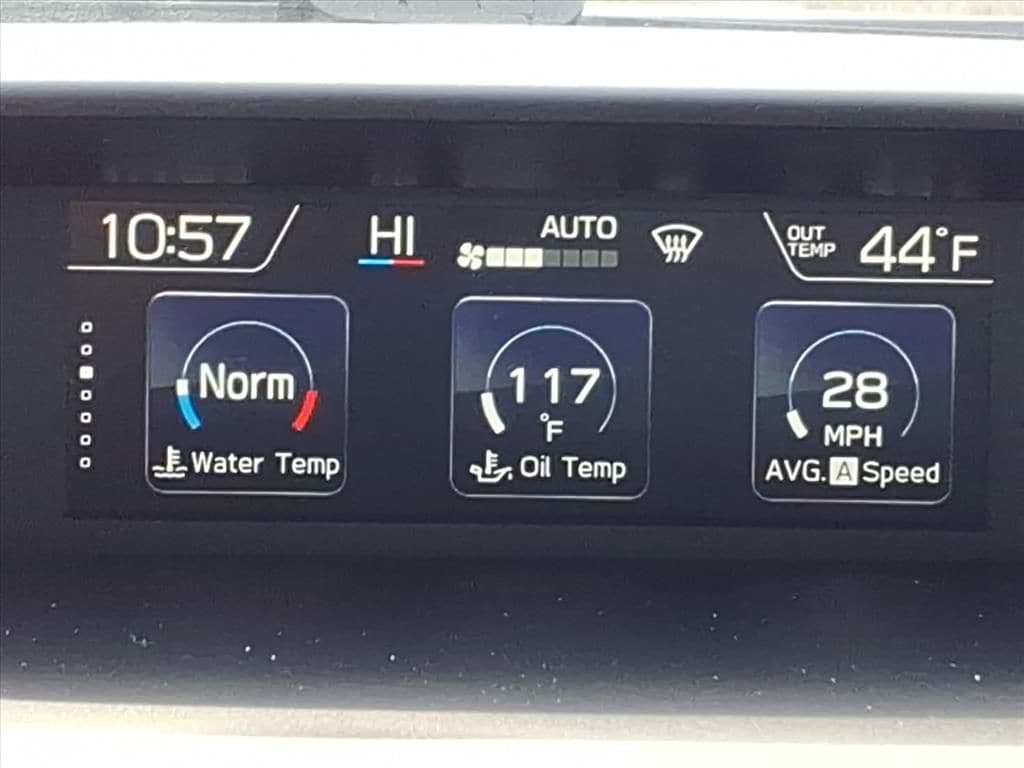 10:57
HI
AUTO
OUT
TEMP
44°F
Norm
Water Temp
117
°F
Oil Temp
28
MPH
AVG. A Speed